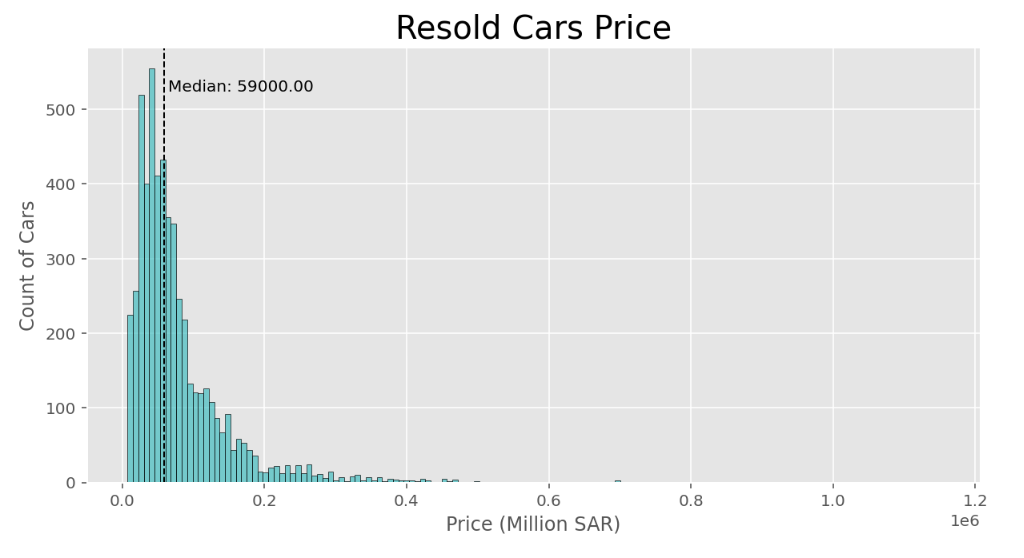 Resold Cars Price
Median: 59000.00
Count of Cars
500
400
300
200
100
0
0.0 0.2 0.4 0.6 0.8 1.0 1.2
1e6
Price (Million SAR)